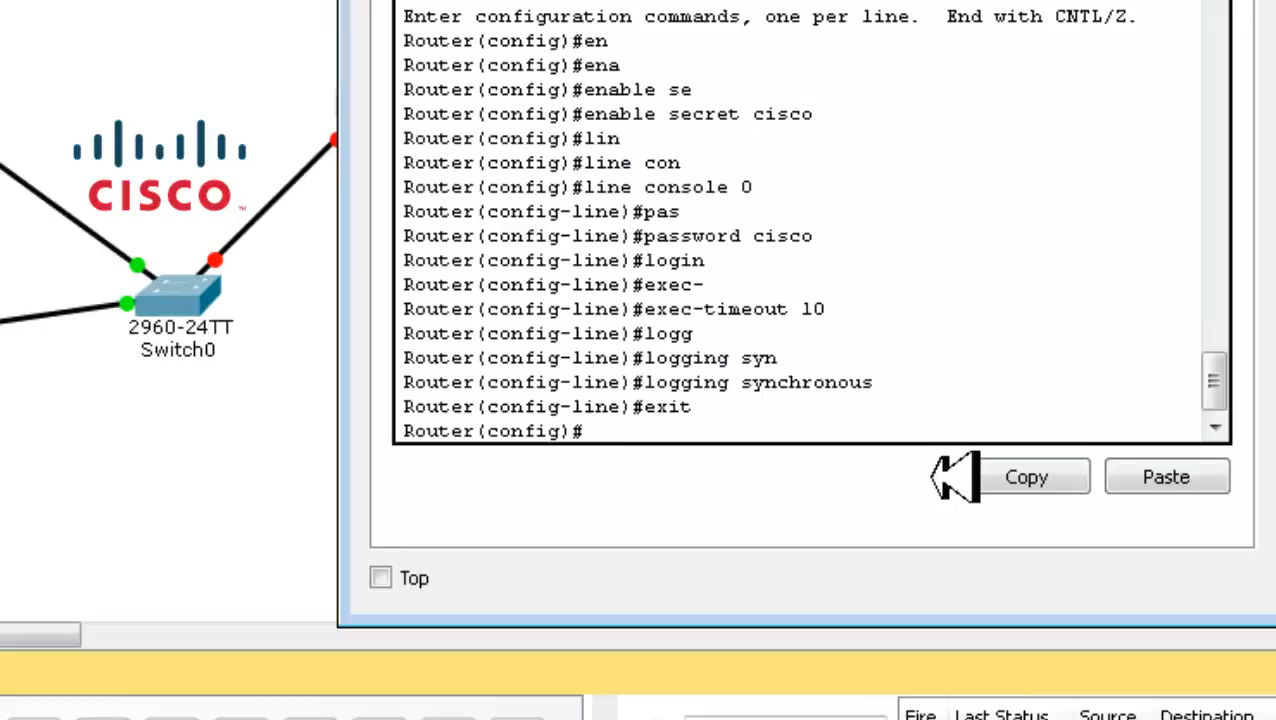 Enter configuration commands, one per line.  End with CNTL/Z.
Router(config)#en
Router(config)#ena
Router(config)#enable se
Router(config)#enable secret cisco
Router(config)#lin
Router(config)#line con
Router(config)#line console 0
Router(config-line)#pas
Router(config-line)#password cisco
Router(config-line)#login
Router(config-line)#exec-
Router(config-line)#exec-timeout 10
Router(config-line)#logg
Router(config-line)#logging syn
Router(config-line)#logging synchronous
Router(config-line)#exit
Router(config)#
CISCO
2960-24TT
Switch0
Copy Paste
Top
Fire Last Status Source Destination